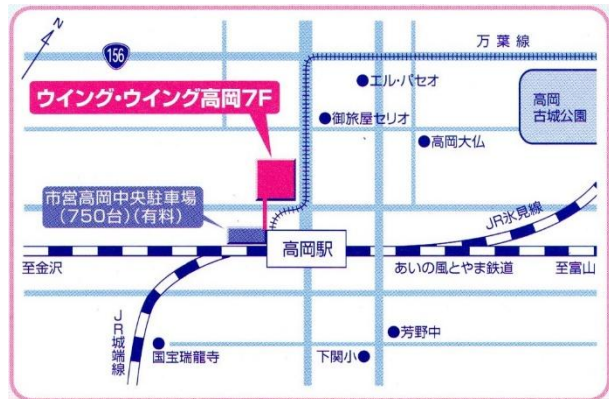 N
万葉線
156
エル・パセオ
ウイング・ウイング高岡7F
高岡
古城公園
御旅屋セリオ
高岡大仏
市営高岡中央駐車場
(750台)(有料)
JR氷見線
高岡駅
至金沢
あいの風とやま鉄道
至富山
JR城端線
芳野中
国宝瑞龍寺
下関小